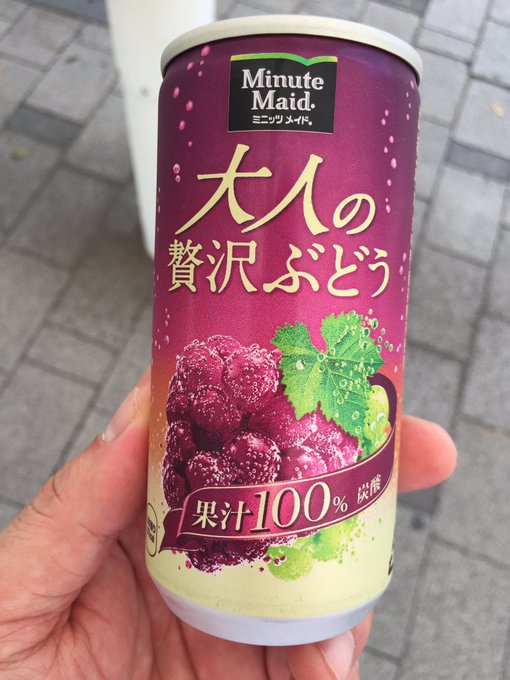 Minute
Maid®
ミニッツ メイド®
大人の
贅沢ぶどう
果汁100% 炭酸